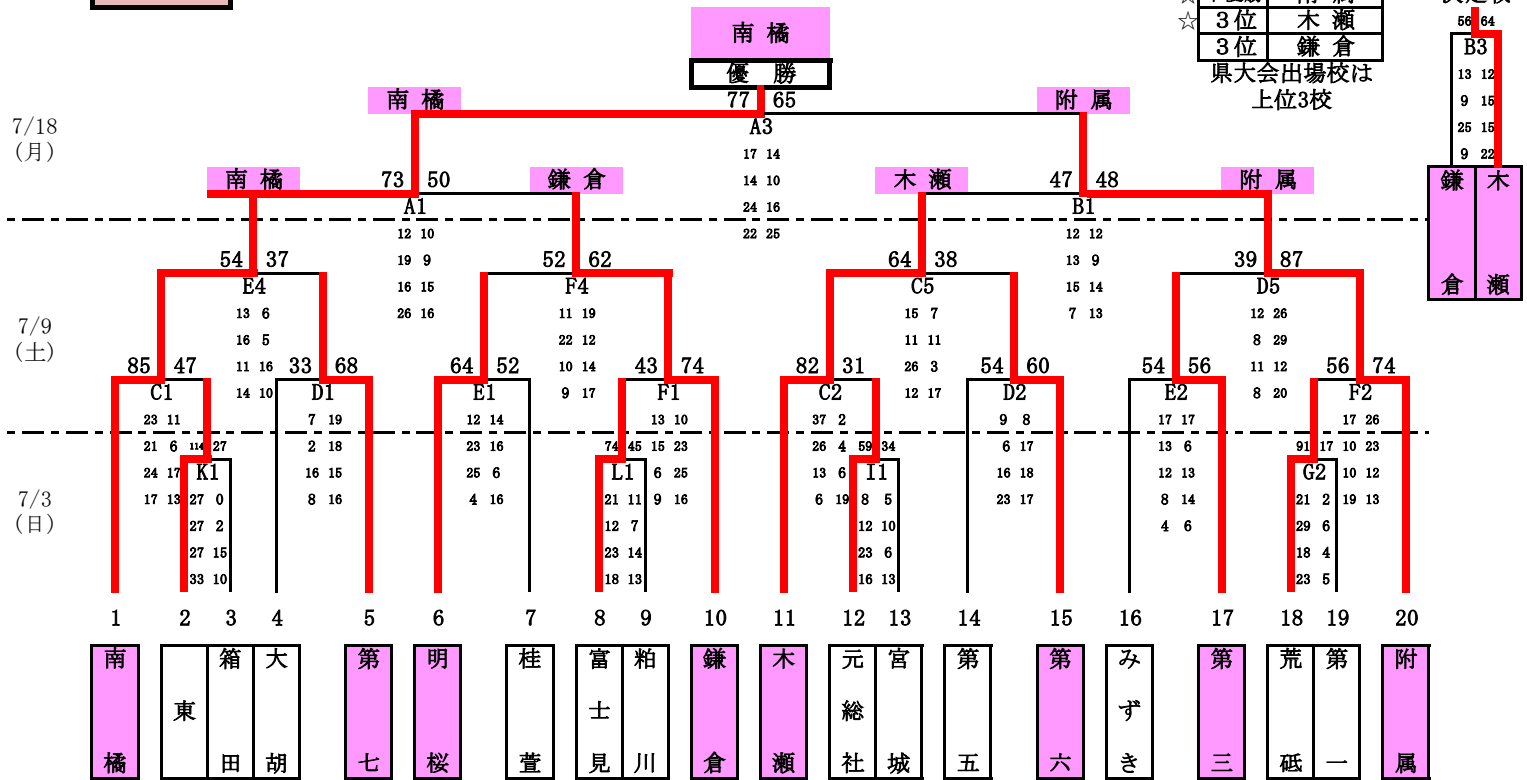 56 64
☆ 3位 木瀬
B3
3位 鎌倉
南橘
優勝
県大会出場校は
上位3校
13 12
9 15
25 15
9 22
鎌倉 木瀬
7/18
(月)
南橘 77 65 附属
A3
17 14
14 10
24 16
22 25
南橘 73 50 鎌倉 木瀬 47 48 附属
A1 B1
12 10 12 12
19 9 13 9
16 15 15 14
26 16 7 13
7/9
(土)
54 37 52 62 64 38 39 87
E4 F4 C5 D5
13 6 11 19 15 7 12 26
16 5 22 12 11 11 8 29
11 16 10 14 26 3 11 12
14 10 9 17 12 17 8 20
85 47 33 68 64 52 43 74 82 31 54 60 54 56 56 74
C1 D1 E1 F1 C2 D2 E2 F2
23 11 7 19 12 14 13 10 37 2 9 8 17 17 17 26
21 6 2 18 23 16 15 23 26 4 6 17 13 6 10 23
24 17 16 15 25 6 6 25 13 6 16 18 12 13 10 12
17 13 8 16 4 16 9 16 6 19 23 17 8 14 19 13
4 6
7/3
(日)
114 27 74 45 59 34 91 17
K1 L1 I1 G2
27 0 21 11 8 5 21 2
27 2 12 7 12 10 29 6
27 15 23 14 23 6 18 4
33 10 18 13 16 13 23 5
1 2 3 4 5 6 7 8 9 10 11 12 13 14 15 16 17 18 19 20
南橘 東 箱田 大胡 第七 明桜 桂萱 富士見 粕川 鎌倉 木瀬 元総社 宮城 第五 第六 みずき 第三 荒砥 第一 附属